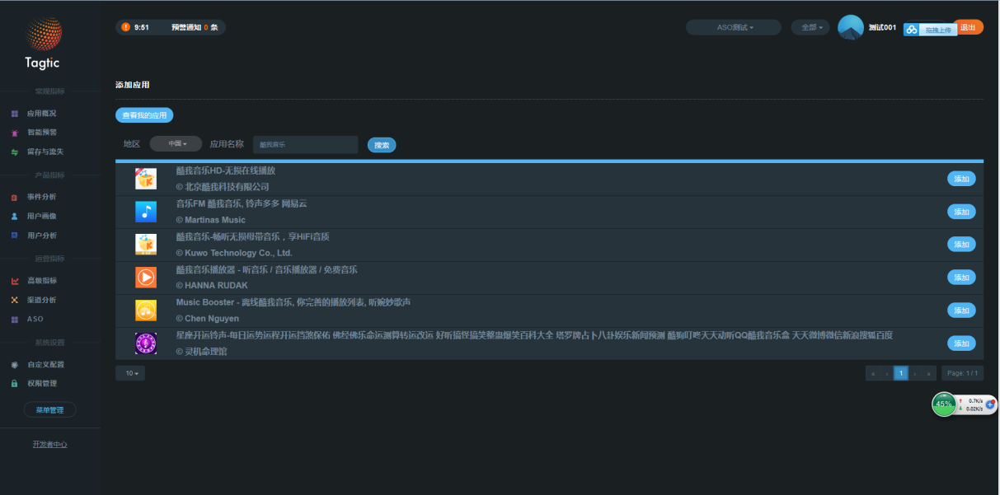 Tagtic
常规指标
应用概况
智能预警
留存与流失
产品指标
事件分析
用户画像
用户分析
运营指标
高级指标
渠道分析
ASO
系统设置
自定义配置
权限管理
菜单管理
开发者中心
9:51 预警通知 0 条
ASO测试
全部
测试001
拖拽上传
退出
添加应用
查看我的应用
地区 中国 应用名称 酷我音乐 搜索
酷我音乐HD-无损在线播放
© 北京酷我科技有限公司
添加
音乐FM 酷我音乐, 铃声多多 网易云
© Martinas Music
添加
酷我音乐-畅听无损母带音乐，享HiFi音质
© Kuwo Technology Co., Ltd.
添加
酷我音乐播放器 - 听音乐 / 音乐播放器 / 免费音乐
© HANNA RUDAK
添加
Music Booster - 离线酷我音乐, 你完善的播放列表, 听婉妙歌声
© Chen Nguyen
添加
星座开运铃声-每日运势运程开运挡煞保佑 佛经佛乐命运测算转运改运 好听搞怪搞笑整蛊爆笑百科大全 塔罗牌占卜八卦娱乐新闻预测 酷狗叮咚天天动听QQ酷我音乐盒 天天微博微信新浪搜狐百度
© 灵机命理馆
添加
10
« ‹ 1 › »
Page: 1 / 1
45%
0.7K/s
0.02K/s